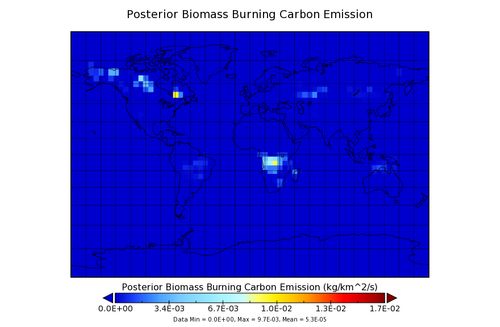 Posterior Biomass Burning Carbon Emission
Posterior Biomass Burning Carbon Emission (kg/km^2/s)
0.0E+00 3.4E-03 6.7E-03 1.0E-02 1.3E-02 1.7E-02
Data Min = 0.0E+00, Max = 9.7E-03, Mean = 5.3E-05